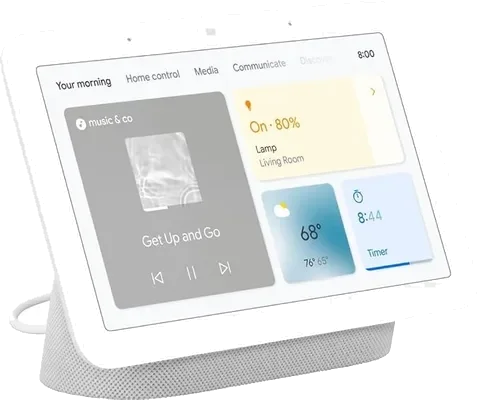 Your morning Home control Media Communicate Discover 8:00
music & co
Get Up and Go
On · 80%
Lamp
Living Room
68°
76° 65°
8:44
Timer